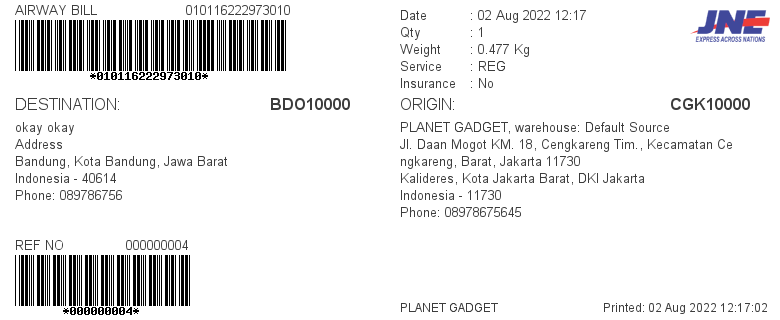 AIRWAY BILL 010116222973010
*010116222973010*
DESTINATION: BDO10000
okay okay
Address
Bandung, Kota Bandung, Jawa Barat
Indonesia - 40614
Phone: 089786756
REF NO 000000004
*000000004*
Date : 02 Aug 2022 12:17
Qty : 1
Weight : 0.477 Kg
Service : REG
Insurance : No
JNE
EXPRESS ACROSS NATIONS
ORIGIN: CGK10000
PLANET GADGET, warehouse: Default Source
Jl. Daan Mogot KM. 18, Cengkareng Tim., Kecamatan Ce
ngkareng, Barat, Jakarta 11730
Kalideres, Kota Jakarta Barat, DKI Jakarta
Indonesia - 11730
Phone: 08978675645
PLANET GADGET Printed: 02 Aug 2022 12:17:02